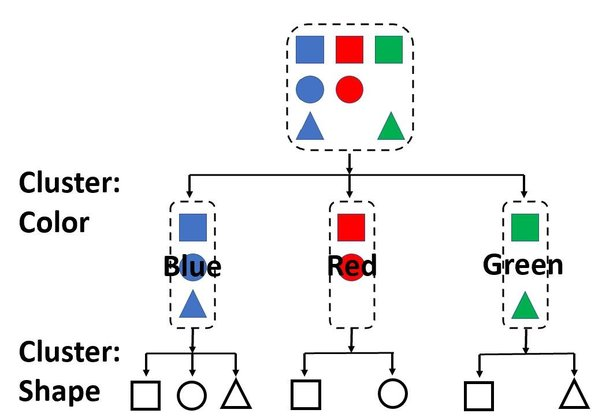 Cluster:
Color
Blue
Red
Green
Cluster:
Shape